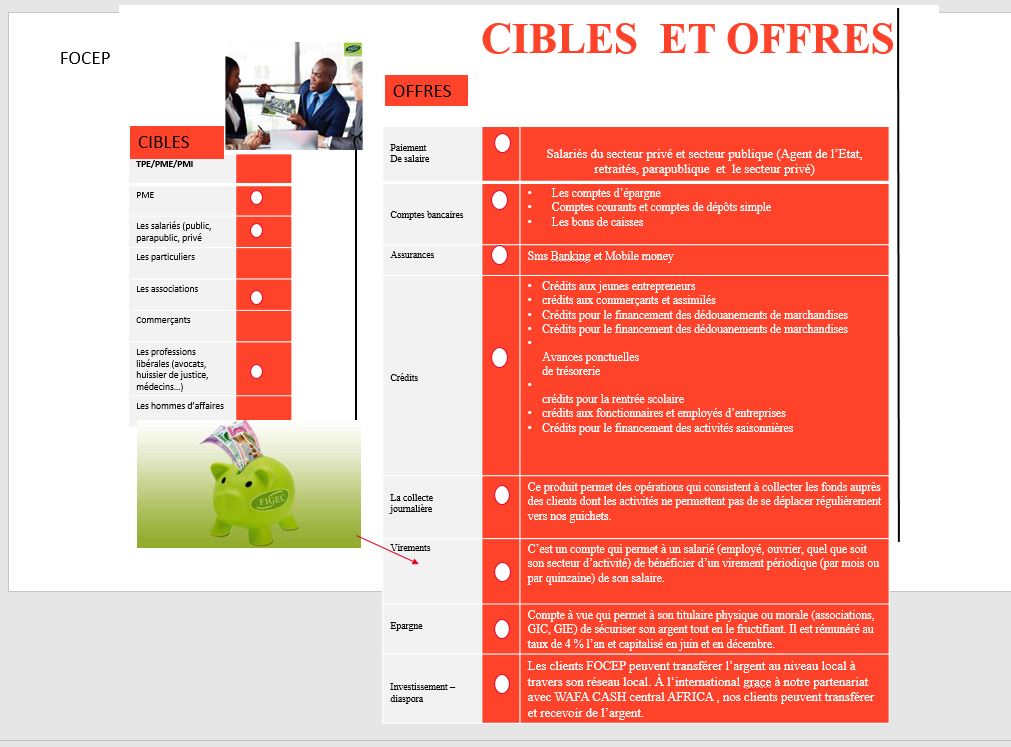 CIBLES ET OFFRES
FOCEP
OFFRES
CIBLES
TPE/PME/PMI
PME
Les salariés (public,
parapublic, privé
Les particuliers
Les associations
Commerçants
Les professions
libérales (avocats,
huissier de justice,
médecins...)
Les hommes d'affaires
FIGEC
Paiement
De salaire
Salariés du secteur privé et secteur publique (Agent de l'Etat,
retraités, parapublique et le secteur privé)
Comptes bancaires
• Les comptes d'épargne
• Comptes courants et comptes de dépôts simple
• Les bons de caisses
Assurances
Sms Banking et Mobile money
Crédits
• Crédits aux jeunes entrepreneurs
• crédits aux commerçants et assimilés
• Crédits pour le financement des dédouanements de marchandises
• Crédits pour le financement des dédouanements de marchandises
•
Avances ponctuelles
de trésorerie
•
crédits pour la rentrée scolaire
• crédits aux fonctionnaires et employés d'entreprises
• Crédits pour le financement des activités saisonnières
La collecte
journalière
Ce produit permet des opérations qui consistent à collecter les fonds auprès
des clients dont les activités ne permettent pas de se déplacer régulièrement
vers nos guichets.
Virements
C'est un compte qui permet à un salarié (employé, ouvrier, quel que soit
son secteur d'activité) de bénéficier d'un virement périodique (par mois ou
par quinzaine) de son salaire.
Epargne
Compte à vue qui permet à son titulaire physique ou morale (associations,
GIC, GIE) de sécuriser son argent tout en le fructifiant. Il est rémunéré au
taux de 4 % l'an et capitalisé en juin et en décembre.
Investissement –
diaspora
Les clients FOCEP peuvent transférer l'argent au niveau local à
travers son réseau local. À l'international grace à notre partenariat
avec WAFA CASH central AFRICA , nos clients peuvent transférer
et recevoir de l'argent.